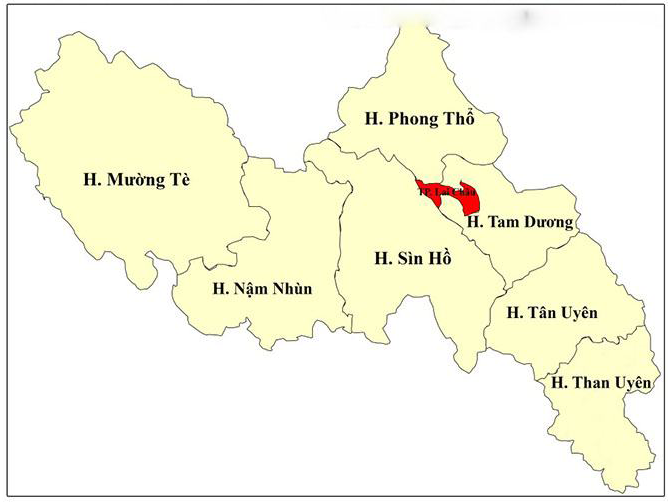 H. Phong Thổ
H. Mường Tè
TP. Lai Châu
H. Tam Dương
H. Sìn Hồ
H. Nậm Nhùn
H. Tân Uyên
H. Than Uyên